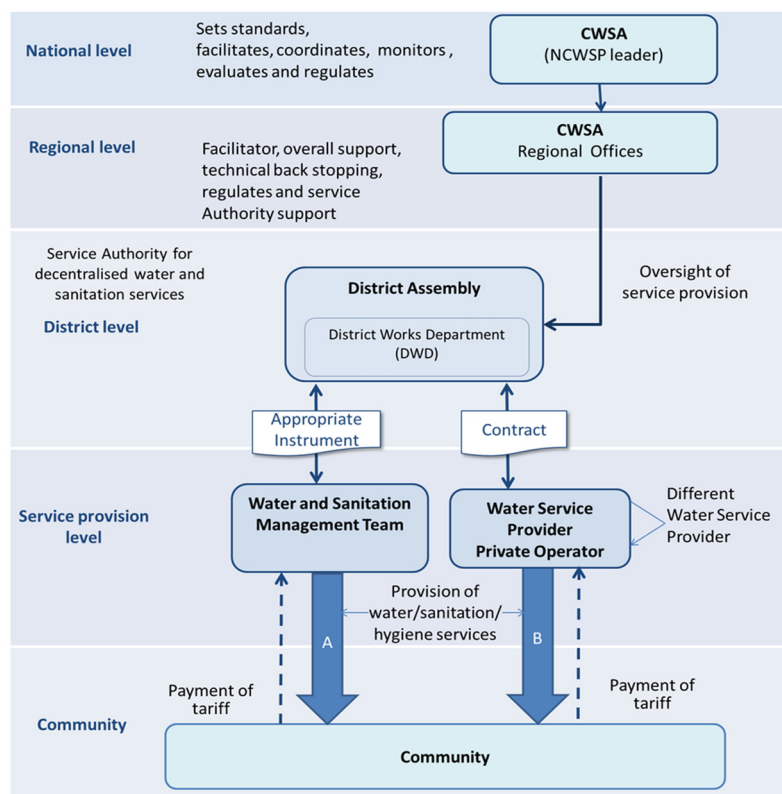 National level
Sets standards,
facilitates, coordinates, monitors,
evaluates and regulates
CWSA
(NCWSP leader)
Regional level
Facilitator, overall support,
technical back stopping,
regulates and service
Authority support
CWSA
Regional Offices
Service Authority for
decentralised water and
sanitation services
District level
District Assembly
District Works Department
(DWD)
Oversight of
service provision
Appropriate
Instrument
Contract
Service provision
level
Water and Sanitation
Management Team
Water Service
Provider
Private Operator
Different
Water Service
Provider
Provision of
water/sanitation/
hygiene services
A
B
Payment of
tariff
Payment of
tariff
Community
Community